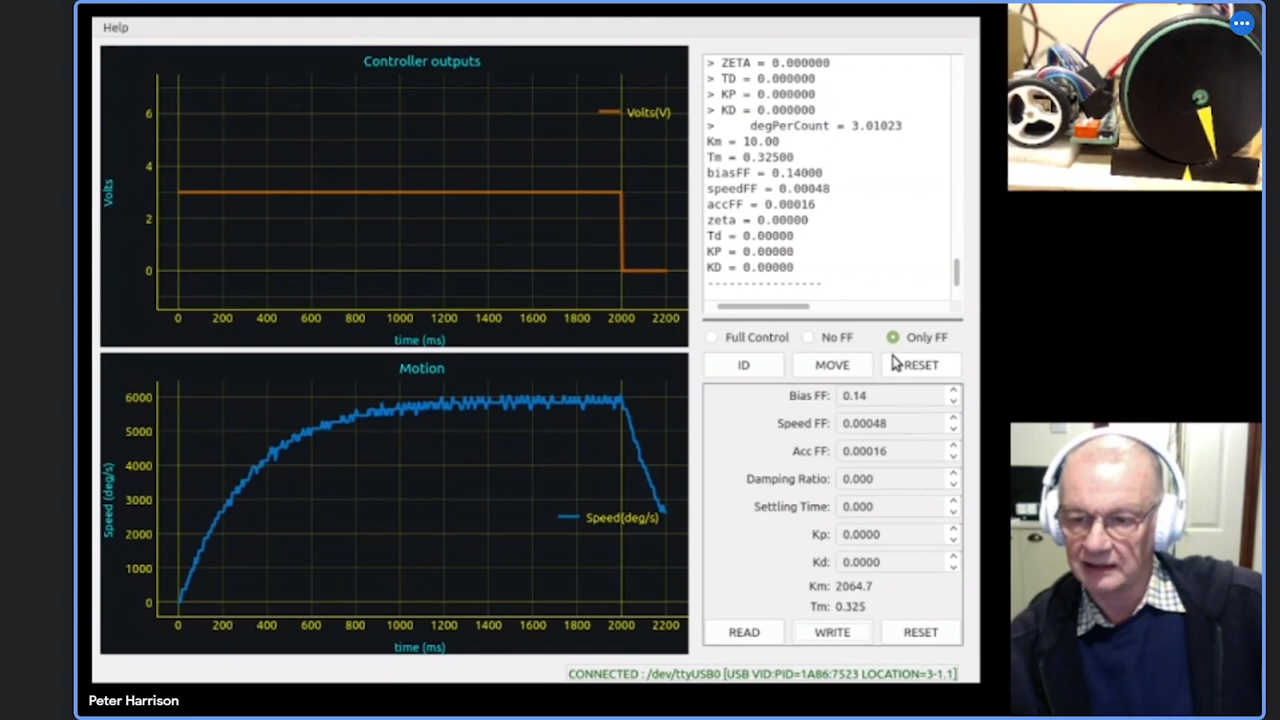 Help
Controller outputs
Volts(V)
6
4
2
0
Volts
0 200 400 600 800 1000 1200 1400 1600 1800 2000 2200
time (ms)
Motion
6000
5000
4000
3000
2000
1000
0
Speed (deg/s)
Speed(deg/s)
0 200 400 600 800 1000 1200 1400 1600 1800 2000 2200
time (ms)
> ZETA = 0.000000
> TD = 0.000000
> KP = 0.000000
> KD = 0.000000
> degPerCount = 3.01023
Km = 10.00
Tm = 0.32500
biasFF = 0.14000
speedFF = 0.00048
accFF = 0.00016
zeta = 0.00000
Td = 0.00000
KP = 0.00000
KD = 0.00000
----------------
Full Control No FF Only FF
ID MOVE RESET
Bias FF: 0.14
Speed FF: 0.00048
Acc FF: 0.00016
Damping Ratio: 0.000
Settling Time: 0.000
Kp: 0.0000
Kd: 0.0000
Km: 2064.7
Tm: 0.325
READ WRITE RESET
CONNECTED : /dev/ttyUSB0 [USB VID:PID=1A86:7523 LOCATION=3-1.1]
Peter Harrison